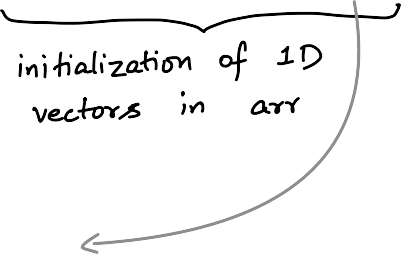 initialization of 1D
vectors in arr